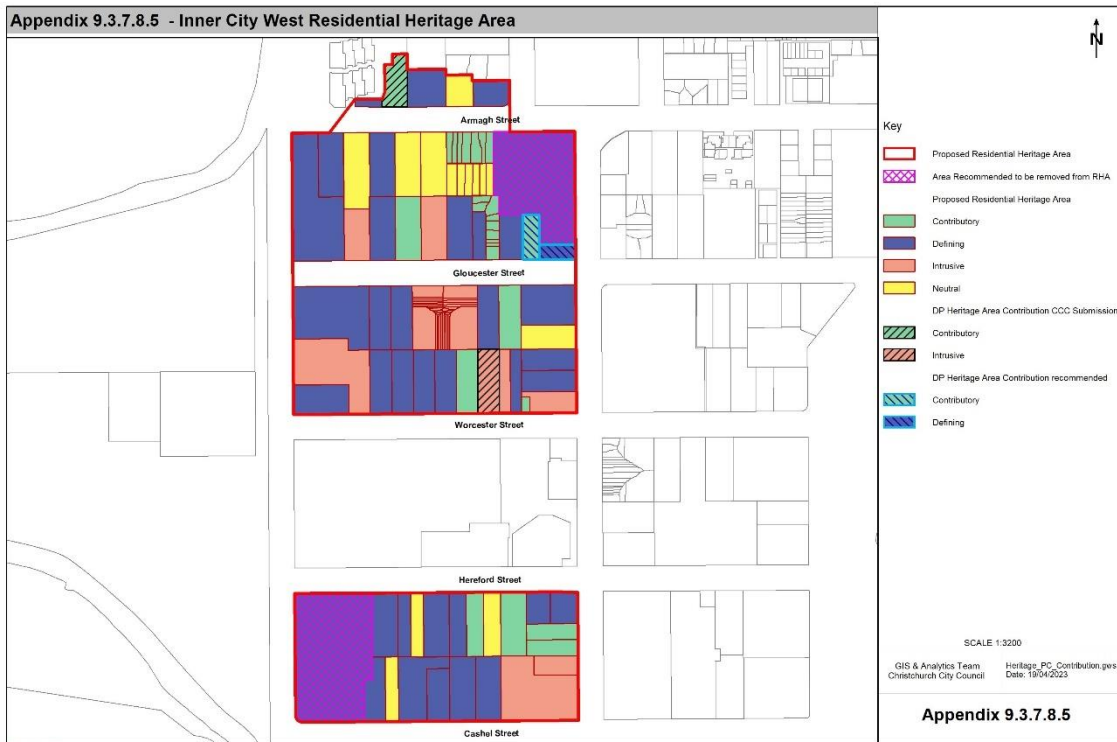 Appendix 9.3.7.8.5 - Inner City West Residential Heritage Area
N
Armagh Street
Gloucester Street
Worcester Street
Hereford Street
Cashel Street
Key
Proposed Residential Heritage Area
Area Recommended to be removed from RHA
Proposed Residential Heritage Area
Contributory
Defining
Intrusive
Neutral
DP Heritage Area Contribution CCC Submission
Contributory
Intrusive
DP Heritage Area Contribution recommended
Contributory
Defining
SCALE 1:3200
GIS & Analytics Team
Christchurch City Council
Heritage_PC_Contribution.gws
Date: 19/04/2023
Appendix 9.3.7.8.5